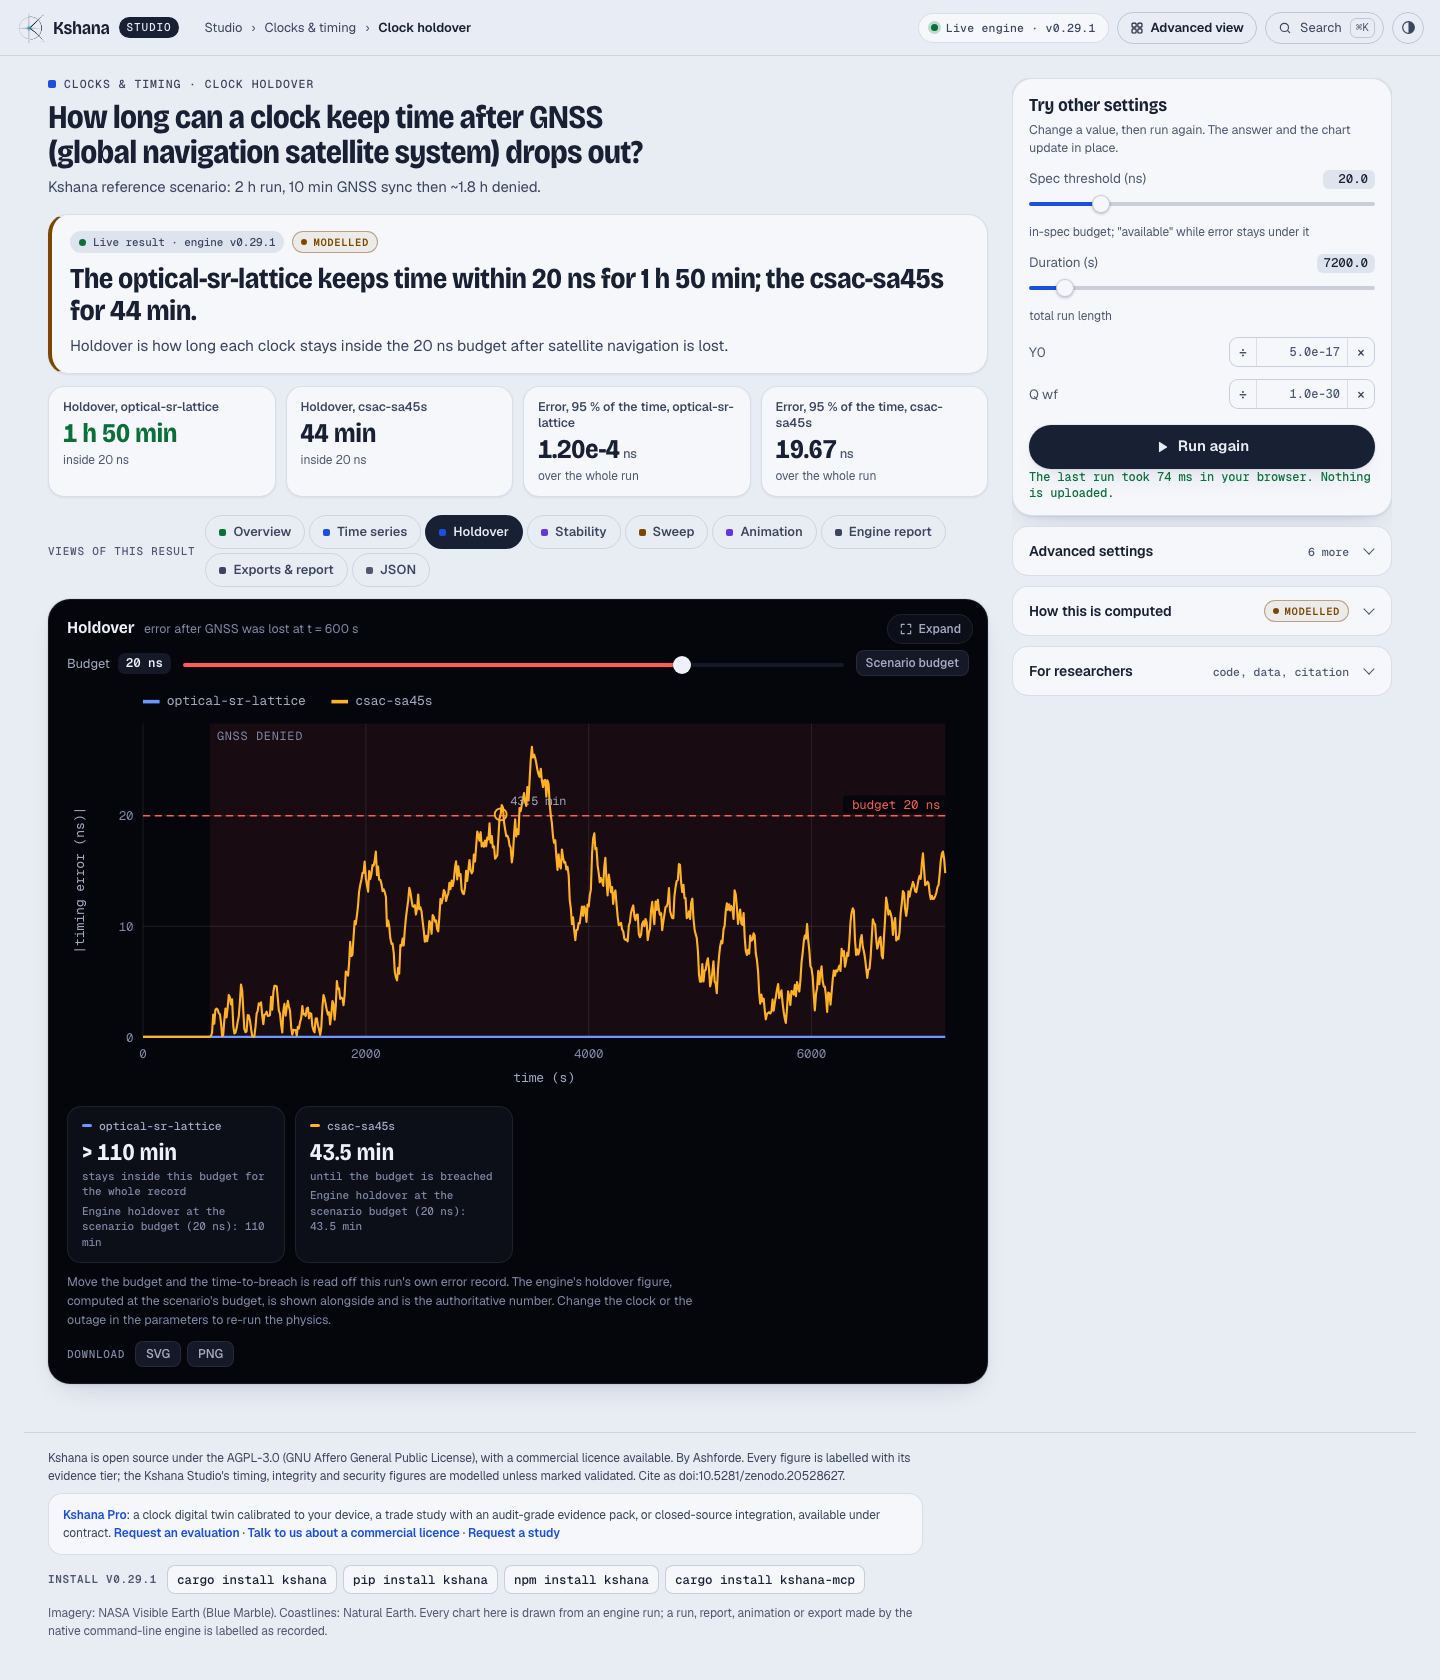 Kshana STUDIO
Studio › Clocks & timing › Clock holdover
Live engine · v0.29.1
Advanced view
Search ⌘K
CLOCKS & TIMING · CLOCK HOLDOVER
How long can a clock keep time after GNSS
(global navigation satellite system) drops out?
Kshana reference scenario: 2 h run, 10 min GNSS sync then ~1.8 h denied.
Live result · engine v0.29.1
MODELLED
The optical-sr-lattice keeps time within 20 ns for 1 h 50 min; the csac-sa45s
for 44 min.
Holdover is how long each clock stays inside the 20 ns budget after satellite navigation is lost.
Holdover, optical-sr-lattice
1 h 50 min
inside 20 ns
Holdover, csac-sa45s
44 min
inside 20 ns
Error, 95 % of the time, optical-sr-
lattice
1.20e-4 ns
over the whole run
Error, 95 % of the time, csac-
sa45s
19.67 ns
over the whole run
VIEWS OF THIS RESULT
Overview
Time series
Holdover
Stability
Sweep
Animation
Engine report
Exports & report
JSON
Holdover error after GNSS was lost at t = 600 s
Expand
Budget 20 ns
Scenario budget
optical-sr-lattice
csac-sa45s
GNSS DENIED
43.5 min
budget 20 ns
|timing error (ns)|
20
10
0
0
2000
4000
6000
time (s)
optical-sr-lattice
> 110 min
stays inside this budget for
the whole record
Engine holdover at the
scenario budget (20 ns): 110
min
csac-sa45s
43.5 min
until the budget is breached
Engine holdover at the
scenario budget (20 ns):
43.5 min
Move the budget and the time-to-breach is read off this run's own error record. The engine's holdover figure,
computed at the scenario's budget, is shown alongside and is the authoritative number. Change the clock or the
outage in the parameters to re-run the physics.
DOWNLOAD SVG PNG
Try other settings
Change a value, then run again. The answer and the chart
update in place.
Spec threshold (ns) 20.0
in-spec budget; "available" while error stays under it
Duration (s) 7200.0
total run length
Y0 ÷ 5.0e-17 ×
Q wf ÷ 1.0e-30 ×
Run again
The last run took 74 ms in your browser. Nothing
is uploaded.
Advanced settings 6 more
How this is computed MODELLED
For researchers code, data, citation
Kshana is open source under the AGPL-3.0 (GNU Affero General Public License), with a commercial licence available. By Ashforde. Every figure is labelled with its
evidence tier; the Kshana Studio's timing, integrity and security figures are modelled unless marked validated. Cite as doi:10.5281/zenodo.20528627.
Kshana Pro: a clock digital twin calibrated to your device, a trade study with an audit-grade evidence pack, or closed-source integration, available under
contract. Request an evaluation · Talk to us about a commercial licence · Request a study
INSTALL V0.29.1 cargo install kshana pip install kshana npm install kshana cargo install kshana-mcp
Imagery: NASA Visible Earth (Blue Marble). Coastlines: Natural Earth. Every chart here is drawn from an engine run; a run, report, animation or export made by the
native command-line engine is labelled as recorded.